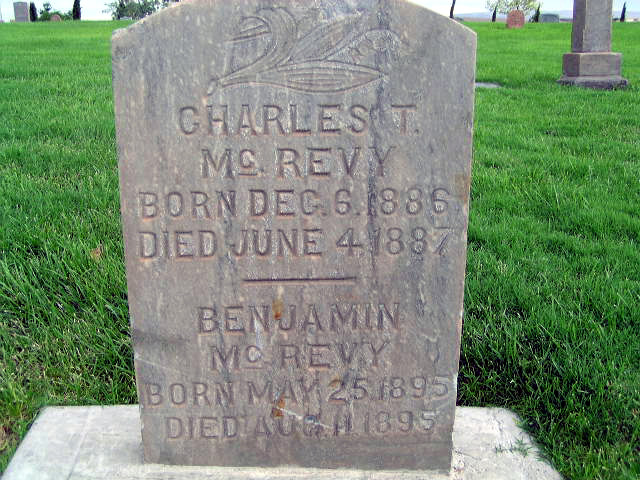 CHARLES T.
Mc REVY
BORN DEC. 6. 1886
DIED JUNE 4. 1887
BENJAMIN
Mc REVY
BORN MAY. 25. 1895
DIED AUG. 11. 1895